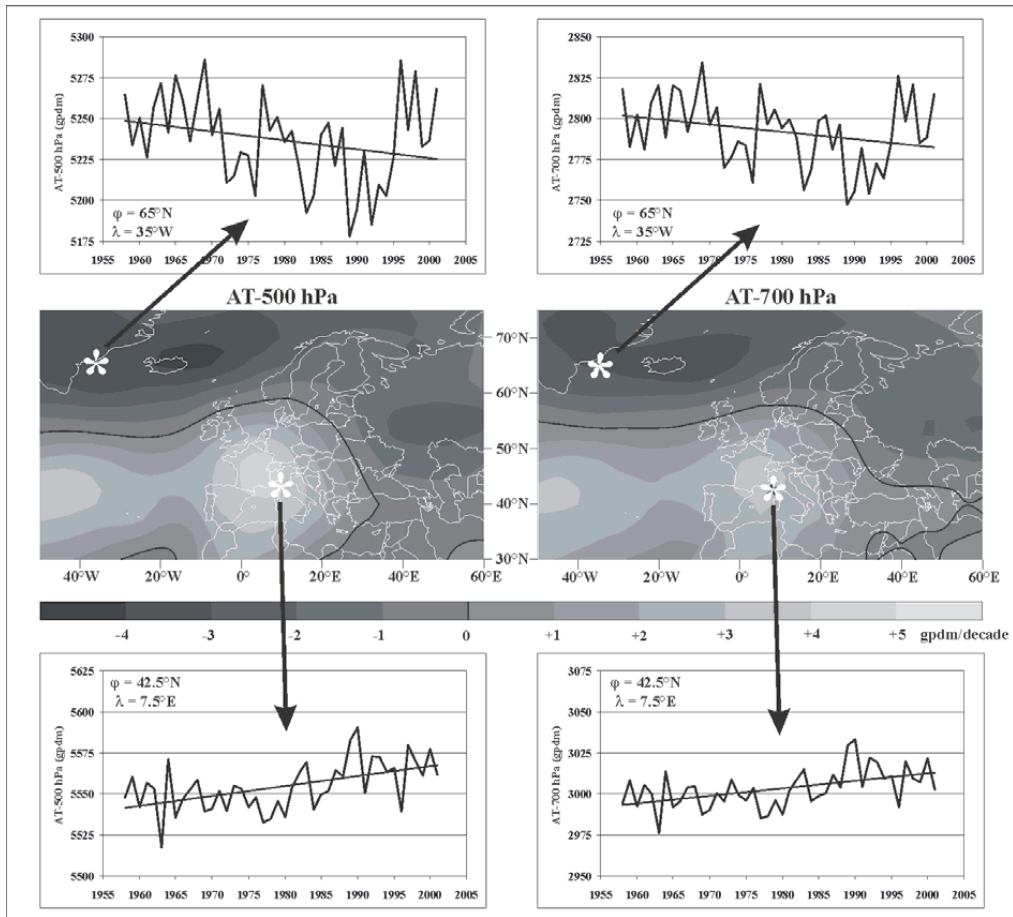 5300
5275
5250
5225
5200
5175
AT-500 hPa (gpdm)
φ = 65°N
λ = 35°W
1955 1960 1965 1970 1975 1980 1985 1990 1995 2000 2005
2850
2825
2800
2775
2750
2725
AT-700 hPa (gpdm)
φ = 65°N
λ = 35°W
1955 1960 1965 1970 1975 1980 1985 1990 1995 2000 2005
AT-500 hPa
AT-700 hPa
70°N
60°N
50°N
40°N
30°N
40°W 20°W 0° 20°E 40°E 60°E
40°W 20°W 0° 20°E 40°E 60°E
-4 -3 -2 -1 0 +1 +2 +3 +4 +5 gpdm/decade
5625
5600
5575
5550
5525
5500
AT-500 hPa (gpdm)
φ = 42.5°N
λ = 7.5°E
1955 1960 1965 1970 1975 1980 1985 1990 1995 2000 2005
3075
3050
3025
3000
2975
2950
AT-700 hPa (gpdm)
φ = 42.5°N
λ = 7.5°E
1955 1960 1965 1970 1975 1980 1985 1990 1995 2000 2005